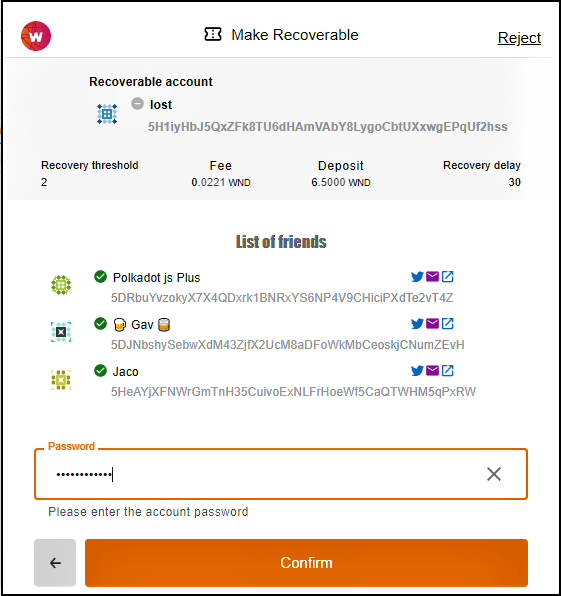 w
Make Recoverable
Reject
Recoverable account
lost
5H1iyHbJ5QxZFk8TU6dHAmVAbY8LygoCbtUXxwgEPqUf2hss
Recovery threshold Fee Deposit Recovery delay
2 0.0221 WND 6.5000 WND 30
List of friends
Polkadot js Plus
5DRbuYvzokyX7X4QDxrk1BNRxYS6NP4V9CHiciPXdTe2vT4Z
🍺 Gav 🥃
5DJNbshySebwXdM43ZjfX2UcM8aDFoWkMbCeoskjCNumZEvH
Jaco
5HeAYjXFNWrGmTnH35CuivoExNLFrHoeWf5CaQTWHM5qPxRW
Password
••••••••••••
Please enter the account password
Confirm